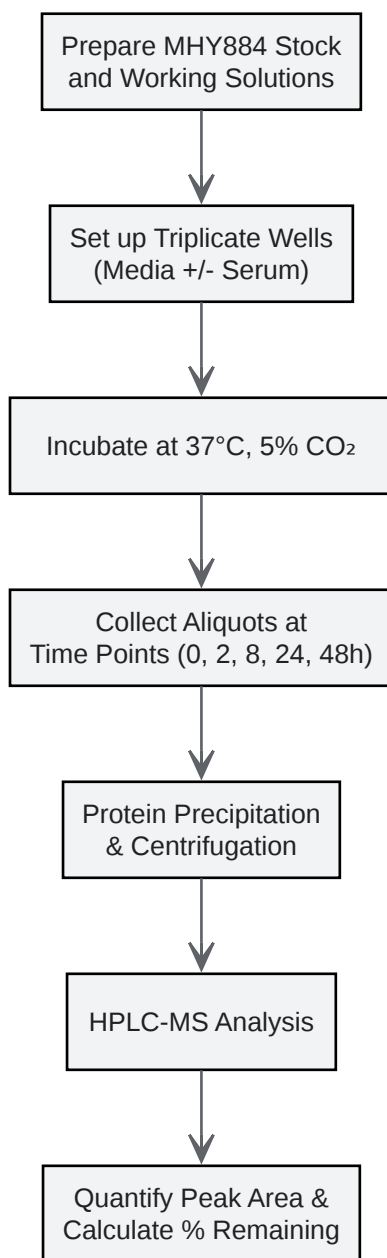 Prepare MHY884 Stock
and Working Solutions
Set up Triplicate Wells
(Media +/- Serum)
Incubate at 37°C, 5% CO₂
Collect Aliquots at
Time Points (0, 2, 8, 24, 48h)
Protein Precipitation
& Centrifugation
HPLC-MS Analysis
Quantify Peak Area &
Calculate % Remaining